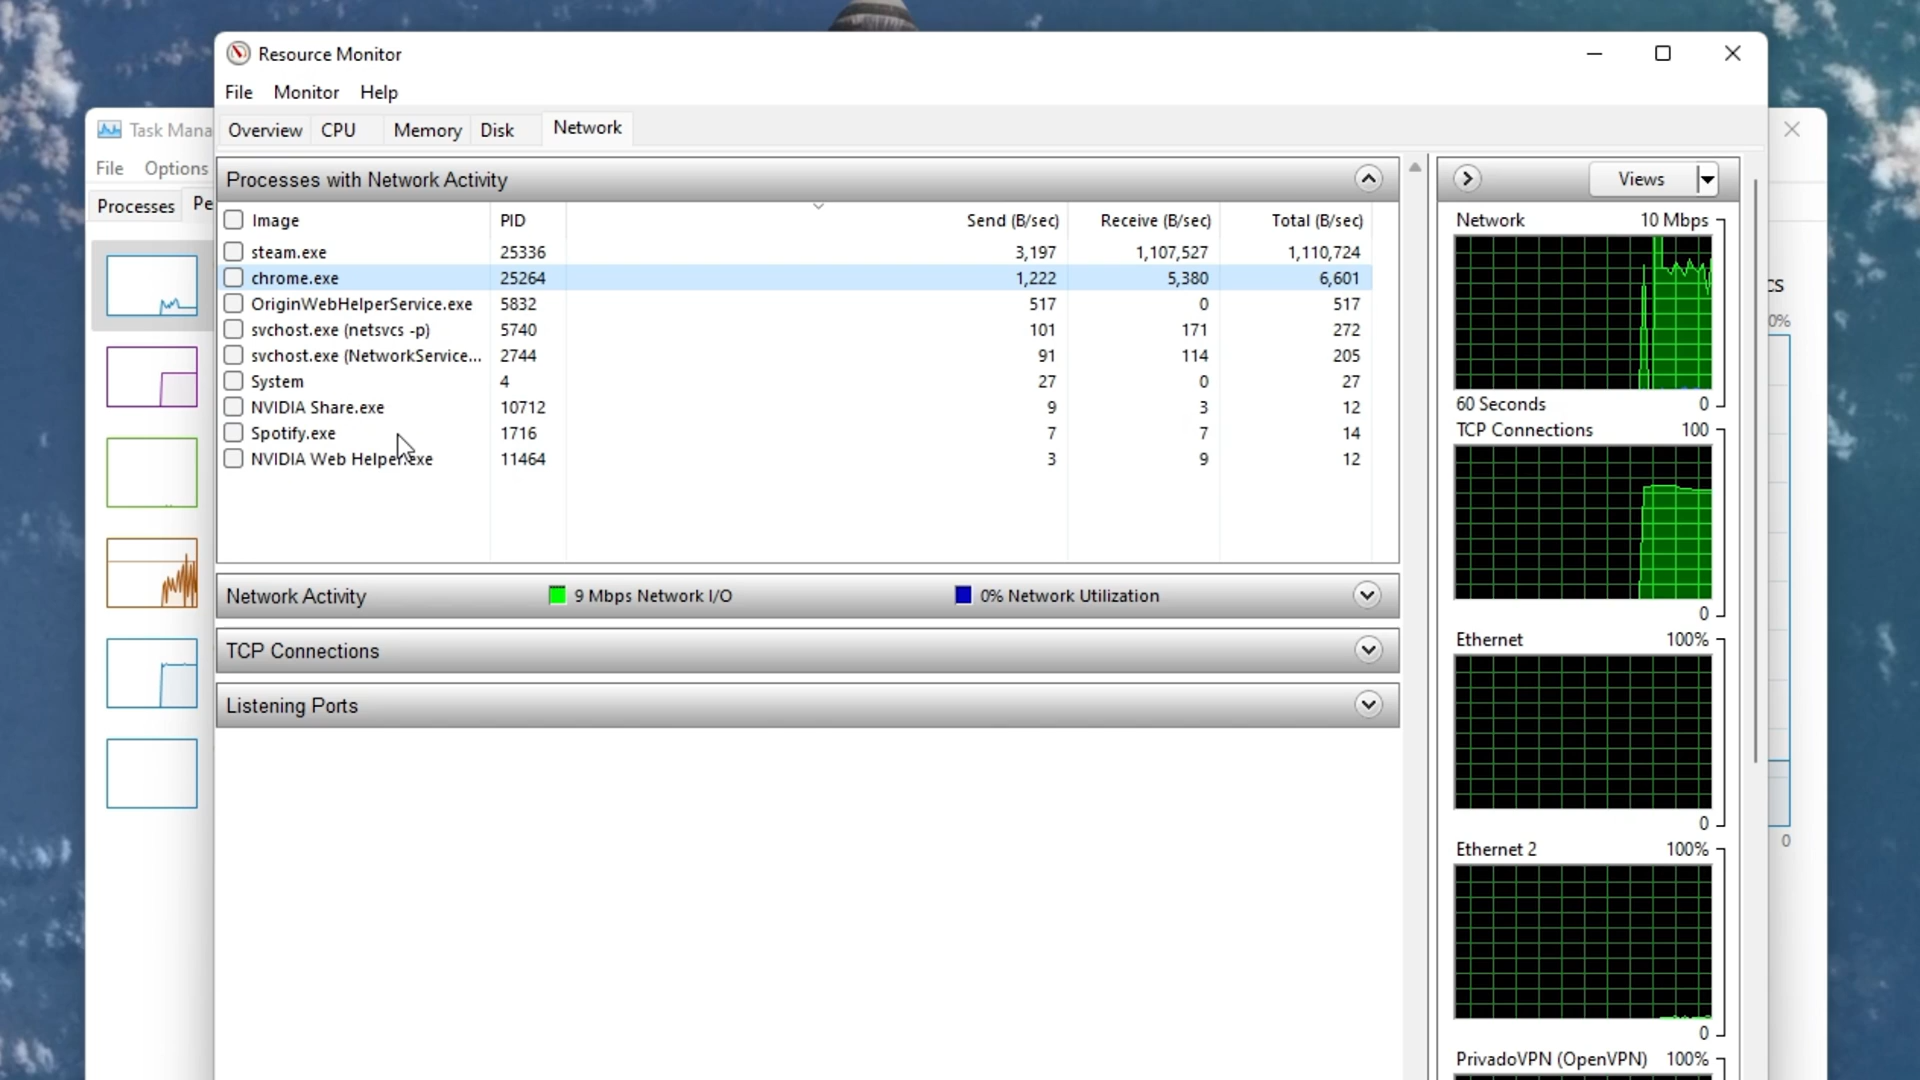 Resource Monitor
File Monitor Help
Task Mana
File Options
Processes Pe
Overview CPU Memory Disk Network
Processes with Network Activity
Image PID Send (B/sec) Receive (B/sec) Total (B/sec)
steam.exe 25336 3,197 1,107,527 1,110,724
chrome.exe 25264 1,222 5,380 6,601
OriginWebHelperService.exe 5832 517 0 517
svchost.exe (netsvcs -p) 5740 101 171 272
svchost.exe (NetworkService... 2744 91 114 205
System 4 27 0 27
NVIDIA Share.exe 10712 9 3 12
Spotify.exe 1716 7 7 14
NVIDIA Web Helper.exe 11464 3 9 12
Network Activity 9 Mbps Network I/O 0% Network Utilization
TCP Connections
Listening Ports
Views
Network 10 Mbps
60 Seconds 0
TCP Connections 100
0
Ethernet 100%
0
Ethernet 2 100%
0
PrivadoVPN (OpenVPN) 100%
cs
0%
0